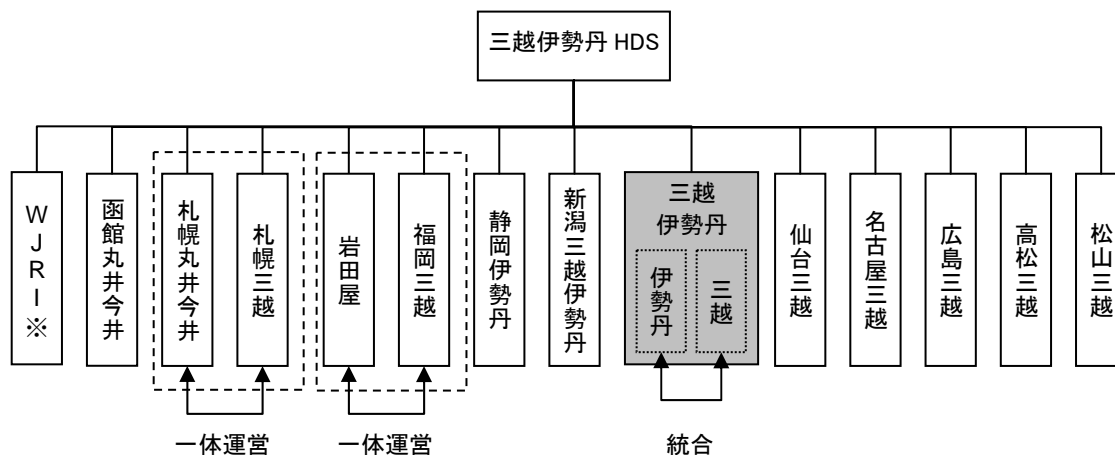 三越伊勢丹 HDS
WJRI※
函館丸井今井
札幌丸井今井
札幌三越
岩田屋
福岡三越
静岡伊勢丹
新潟三越伊勢丹
三越
伊勢丹
伊勢丹
三越
仙台三越
名古屋三越
広島三越
高松三越
松山三越
一体運営
一体運営
統合